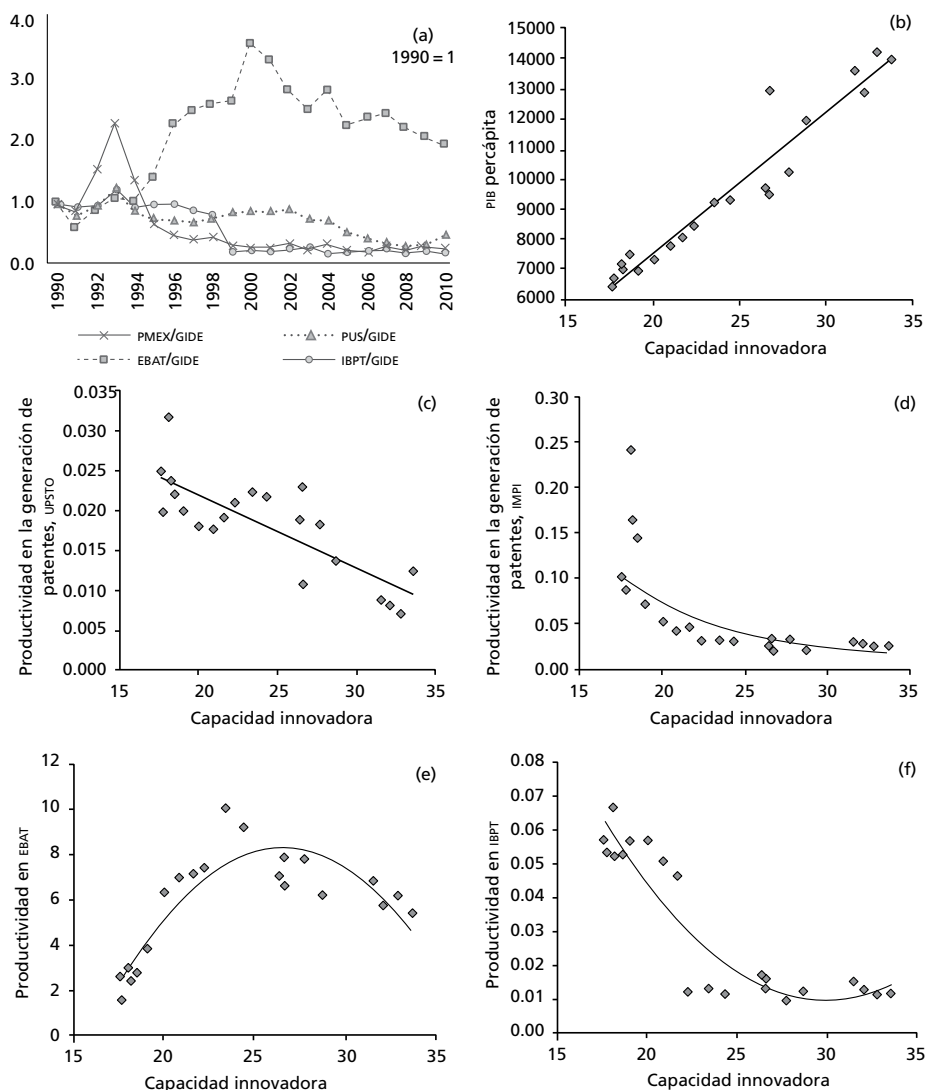 (a)
1990 = 1
4.0
3.0
2.0
1.0
0.0
1990
1992
1994
1996
1998
2000
2002
2004
2006
2008
2010
PMEX/GIDE
PUS/GIDE
EBAT/GIDE
IBPT/GIDE
(b)
PIB percápita
14000
15000
13000
12000
11000
10000
9000
8000
7000
6000
15 20 25 30 35
Capacidad innovadora
(c)
Productividad en la generación de
patentes, UPSTO
0.035
0.030
0.025
0.020
0.015
0.010
0.005
0.000
15 20 25 30 35
Capacidad innovadora
(d)
Productividad en la generación de
patentes, IMPI
0.30
0.25
0.20
0.15
0.10
0.05
0.00
15 20 25 30 35
Capacidad innovadora
(e)
Productividad en EBAT
12
10
8
6
4
2
0
15 20 25 30 35
Capacidad innovadora
(f)
Productividad en IBPT
0.08
0.07
0.06
0.05
0.04
0.03
0.02
0.01
0.00
15 20 25 30 35
Capacidad innovadora